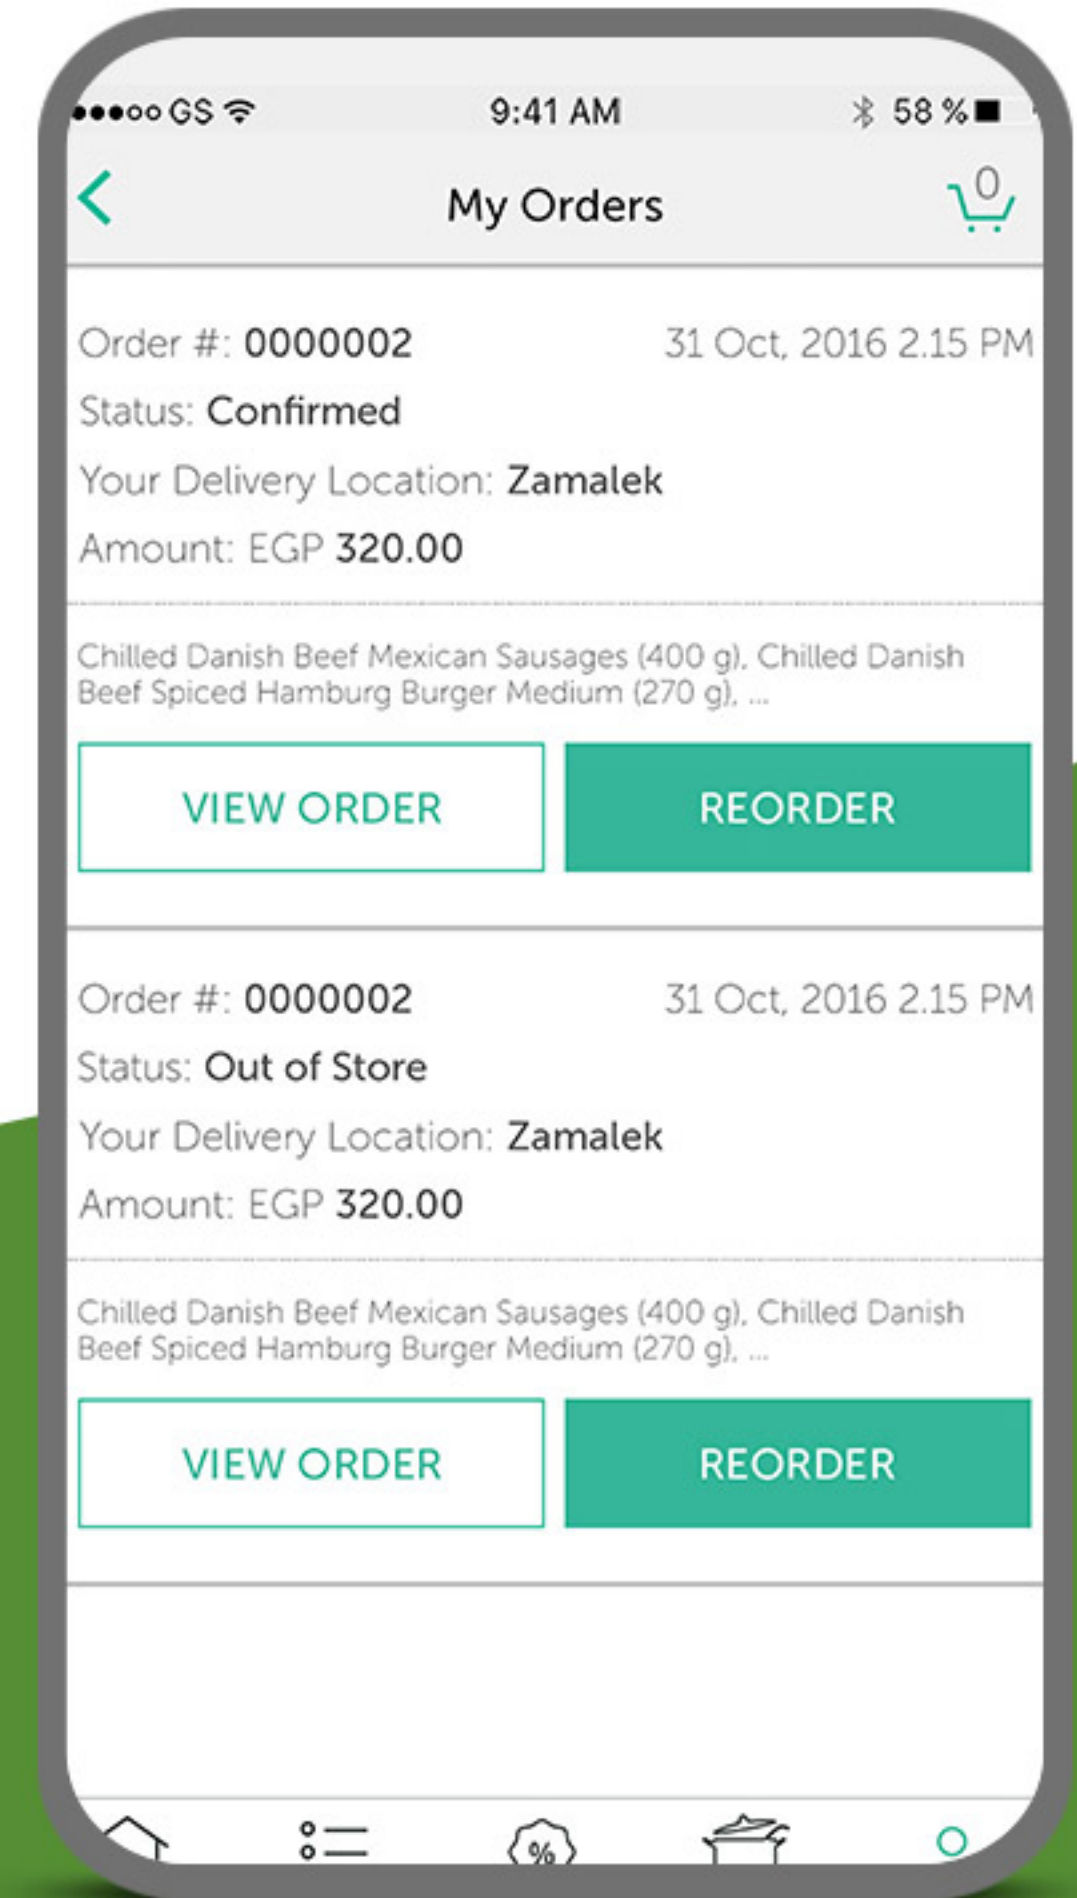 GS 9:41 AM 58 %
My Orders 0
Order #: 0000002 31 Oct, 2016 2.15 PM
Status: Confirmed
Your Delivery Location: Zamalek
Amount: EGP 320.00
Chilled Danish Beef Mexican Sausages (400 g), Chilled Danish
Beef Spiced Hamburg Burger Medium (270 g), ...
VIEW ORDER REORDER
Order #: 0000002 31 Oct, 2016 2.15 PM
Status: Out of Store
Your Delivery Location: Zamalek
Amount: EGP 320.00
Chilled Danish Beef Mexican Sausages (400 g), Chilled Danish
Beef Spiced Hamburg Burger Medium (270 g), ...
VIEW ORDER REORDER
%